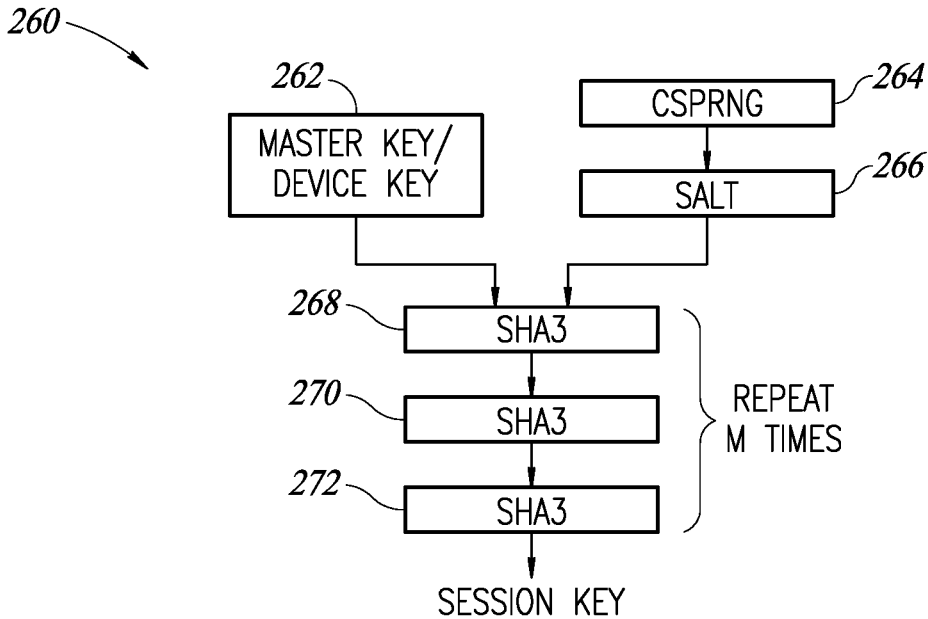 260
262
MASTER KEY/
DEVICE KEY
CSPRNG
264
SALT
266
268
SHA3
270
SHA3
272
SHA3
REPEAT
M TIMES
SESSION KEY